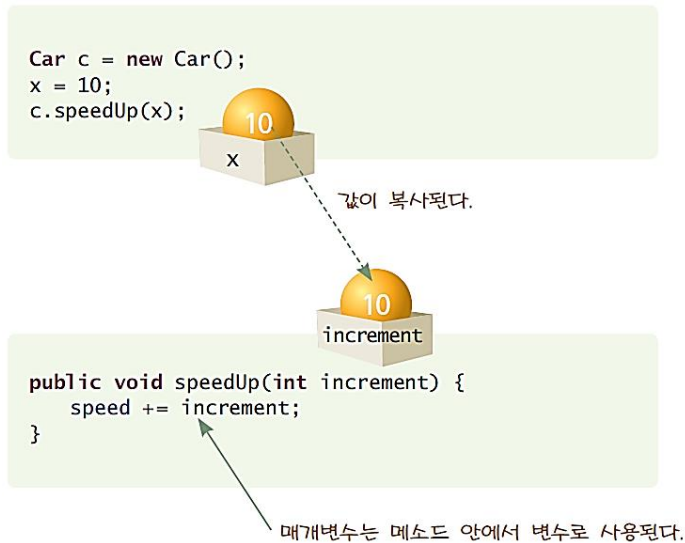 Car c = new Car();
x = 10;
c.speedUp(x);
10
x
값이 복사된다.
10
increment
public void speedUp(int increment) {
speed += increment;
}
매개변수는 메소드 안에서 변수로 사용된다.